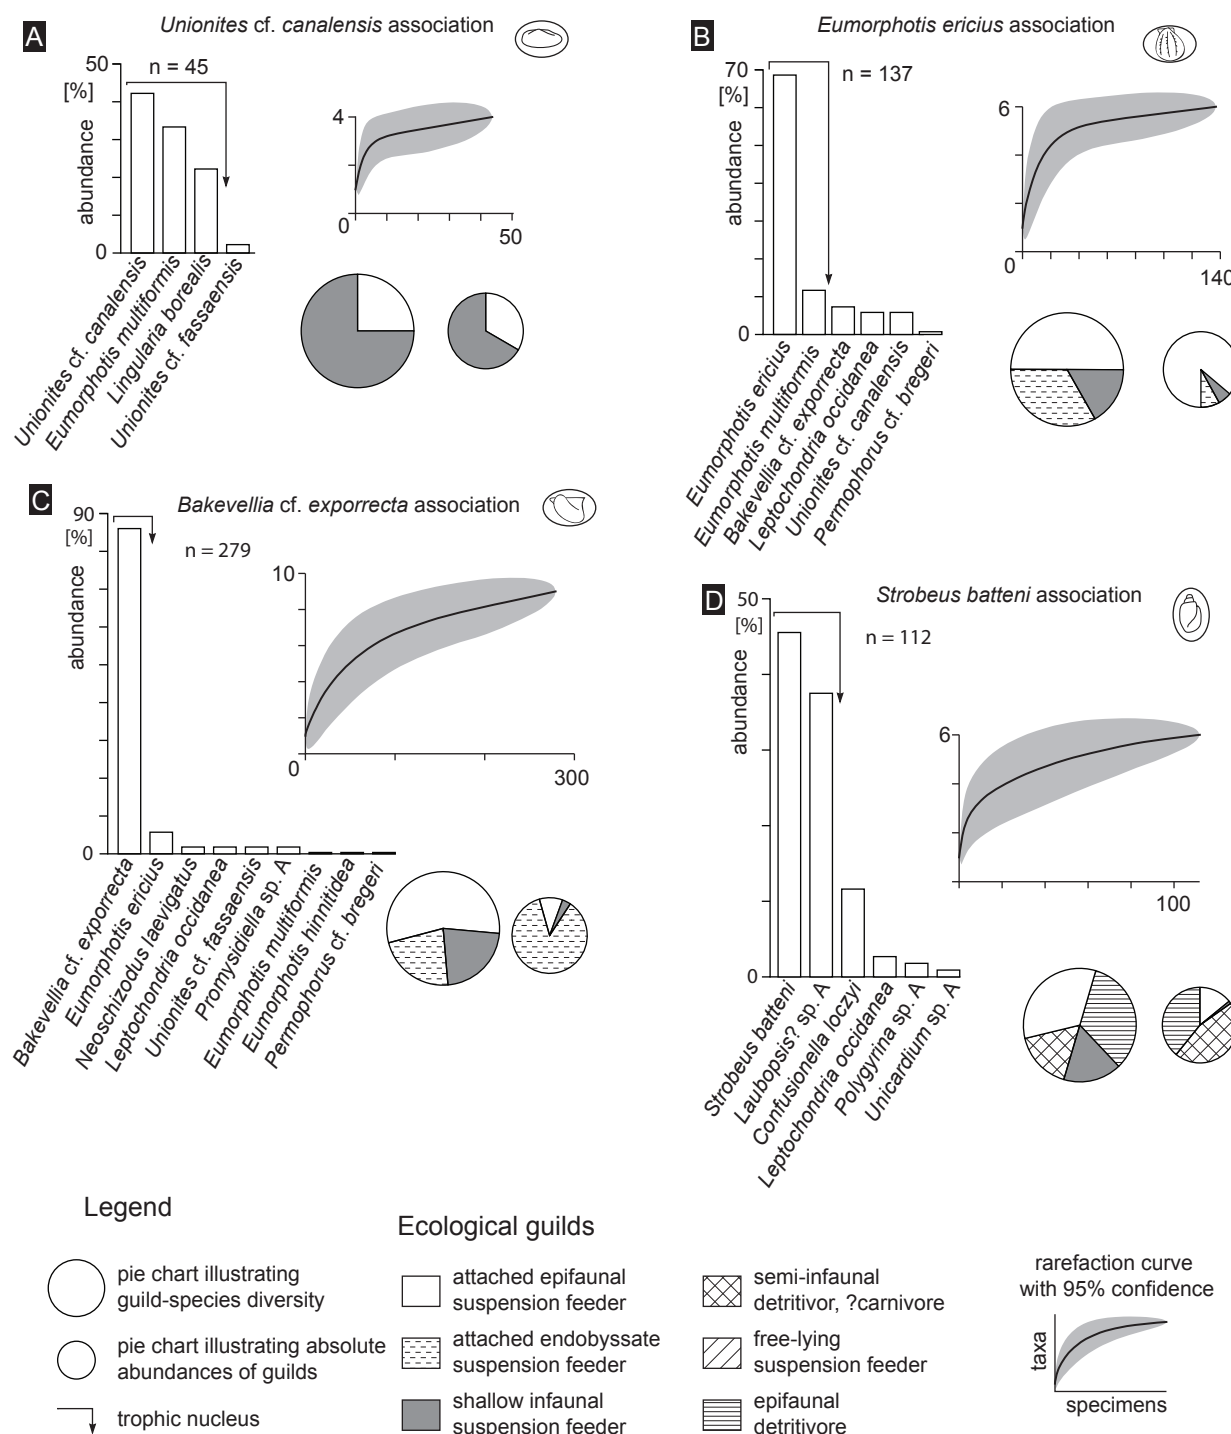 A
Unionites cf. canalensis association
50
[%]
n = 45
abundance
0
4
0
50
Unionites cf. canalensis
Eumorphotis multiformis
Lingularia borealis
Unionites cf. fassaensis
B
Eumorphotis ericius association
70
[%]
n = 137
abundance
0
6
0
140
Eumorphotis ericius
Eumorphotis multiformis
Bakevellia cf. exporrecta
Leptochondria occidanea
Unionites cf. canalensis
Permophorus cf. bregeri
C
Bakevellia cf. exporrecta association
90
[%]
n = 279
abundance
0
10
0
300
Bakevellia cf. exporrecta
Eumorphotis ericius
Neoschizodus laevigatus
Leptochondria occidanea
Unionites cf. fassaensis
Promysidiella sp. A
Eumorphotis multiformis
Eumorphotis hinnitidea
Permophorus cf. bregeri
D
Strobeus batteni association
50
[%]
n = 112
abundance
0
6
100
Strobeus batteni
Laubopsis? sp. A
Confusionella loczyi
Leptochondria occidanea
Polygyrina sp. A
Unicardium sp. A
Legend
pie chart illustrating
guild-species diversity
pie chart illustrating absolute
abundances of guilds
trophic nucleus
Ecological guilds
attached epifaunal
suspension feeder
attached endobyssate
suspension feeder
shallow infaunal
suspension feeder
semi-infaunal
detritivor, ?carnivore
free-lying
suspension feeder
epifaunal
detritivore
rarefaction curve
with 95% confidence
taxa
specimens